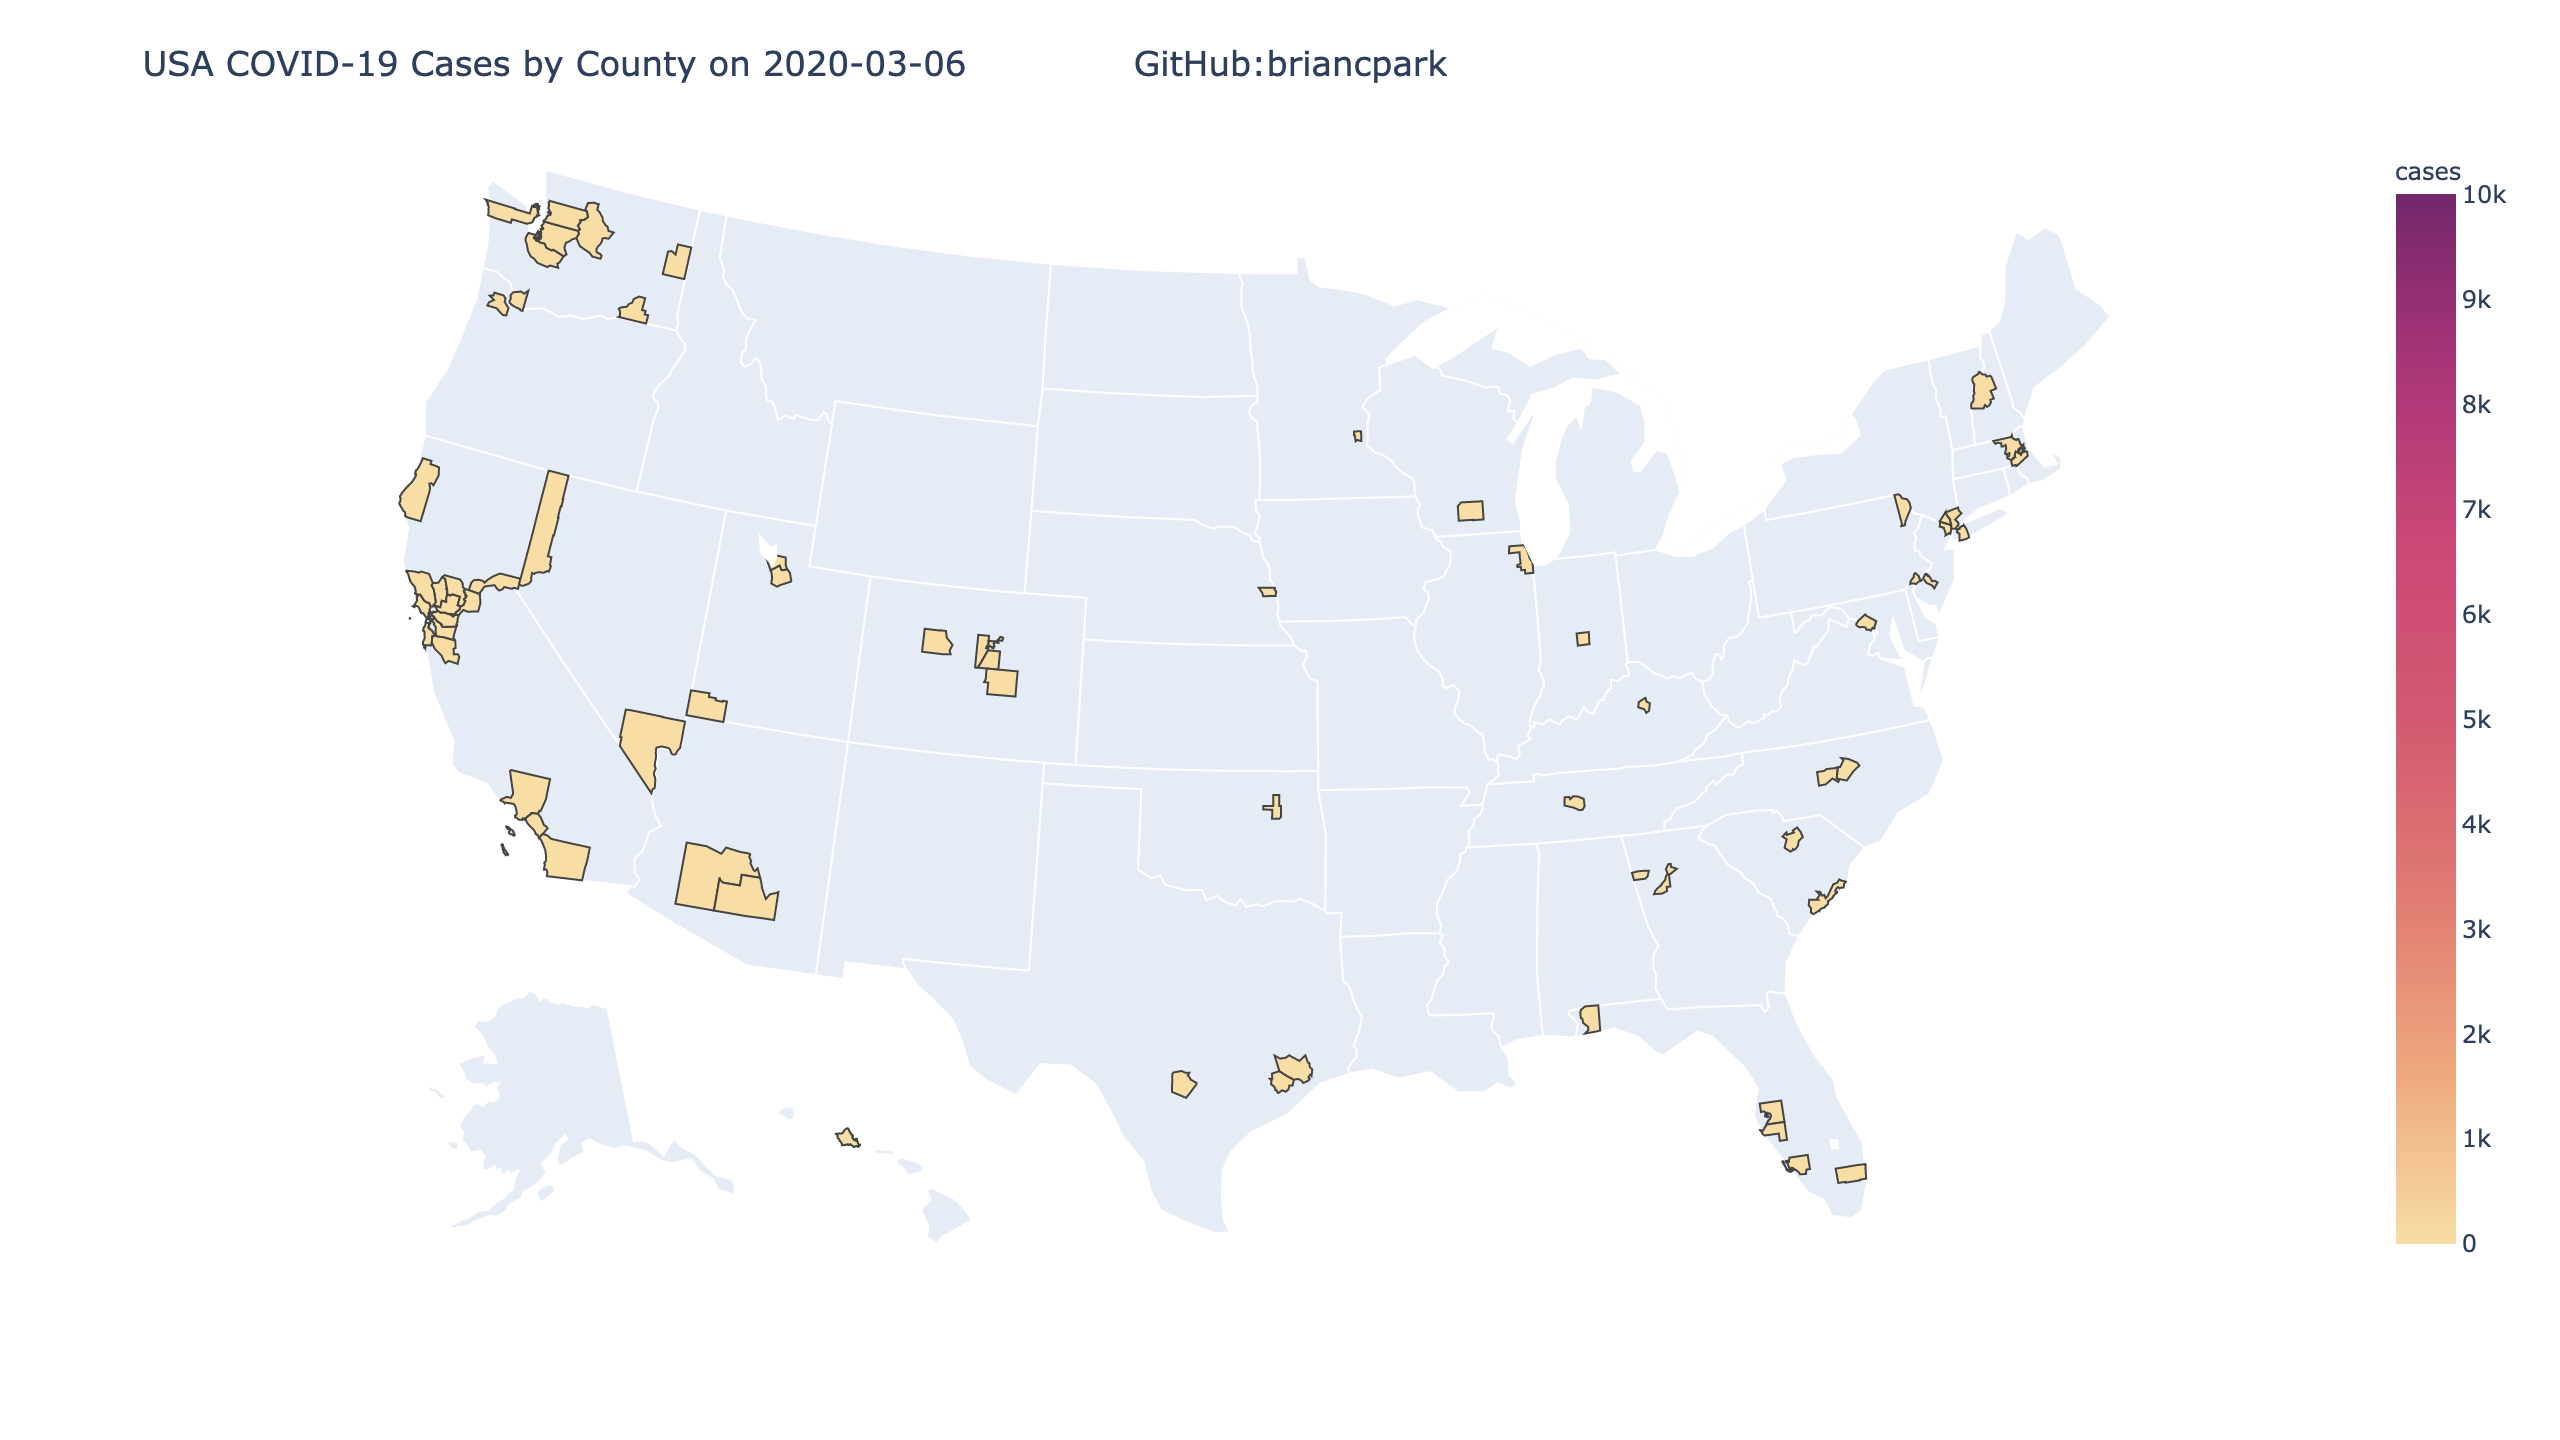 USA COVID-19 Cases by County on 2020-03-06 GitHub:briancpark
cases
10k
9k
8k
7k
6k
5k
4k
3k
2k
1k
0